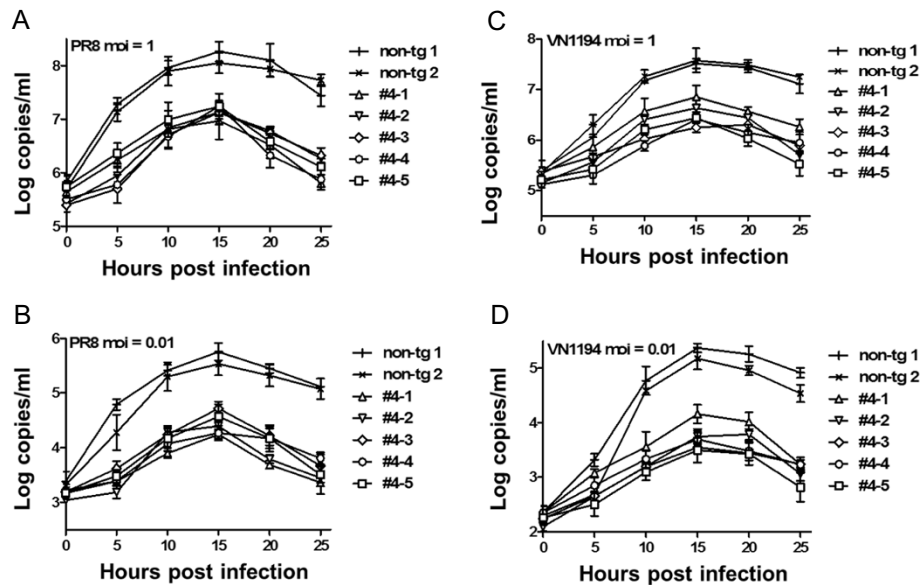 A
PR8 moi = 1
Log copies/ml
8
7
6
5
0 5 10 15 20 25
Hours post infection
non-tg 1
non-tg 2
#4-1
#4-2
#4-3
#4-4
#4-5
C
VN1194 moi = 1
Log copies/ml
8
7
6
5
0 5 10 15 20 25
Hours post infection
non-tg 1
non-tg 2
#4-1
#4-2
#4-3
#4-4
#4-5
B
PR8 moi = 0.01
Log copies/ml
6
5
4
3
0 5 10 15 20 25
Hours post infection
non-tg 1
non-tg 2
#4-1
#4-2
#4-3
#4-4
#4-5
D
VN1194 moi = 0.01
Log copies/ml
6
5
4
3
2
0 5 10 15 20 25
Hours post infection
non-tg 1
non-tg 2
#4-1
#4-2
#4-3
#4-4
#4-5